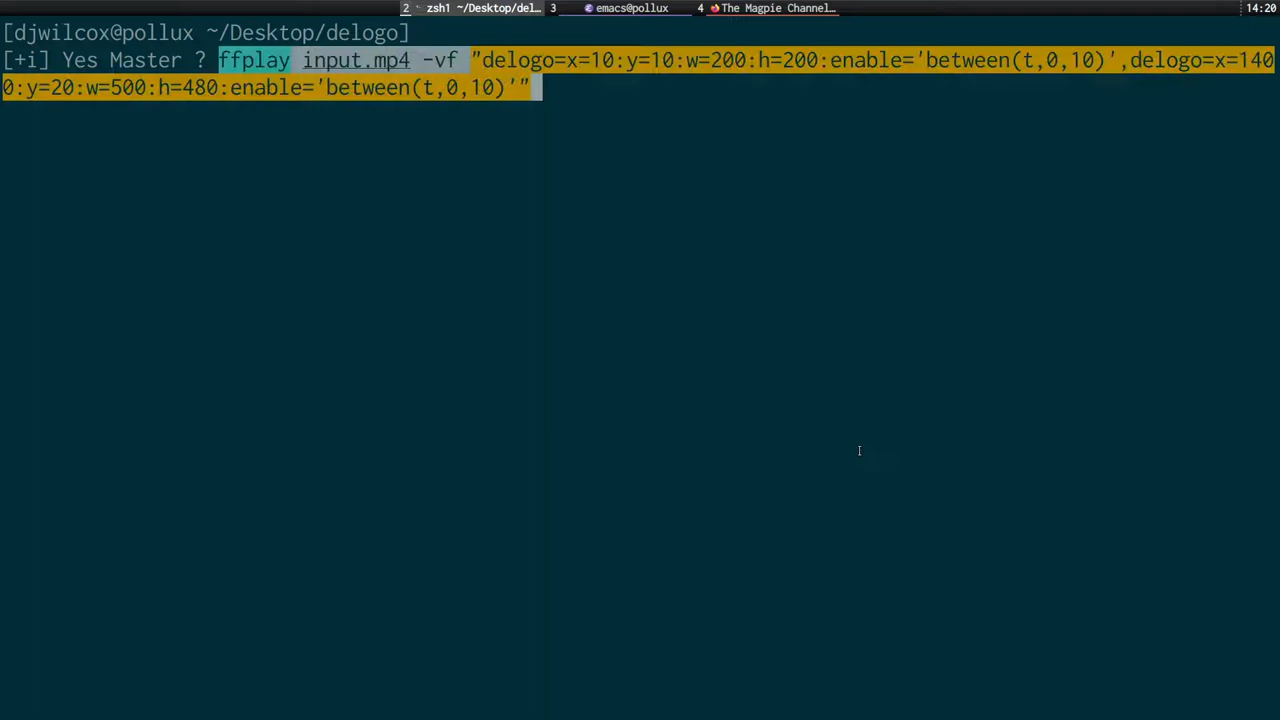 2 zsh1 ~/Desktop/del… 3 emacs@pollux 4 The Magpie Channel… 14:20
[djwilcox@pollux ~/Desktop/delogo]
[+i] Yes Master ? ffplay input.mp4 -vf "delogo=x=10:y=10:w=200:h=200:enable='between(t,0,10)',delogo=x=140
0:y=20:w=500:h=480:enable='between(t,0,10)'"